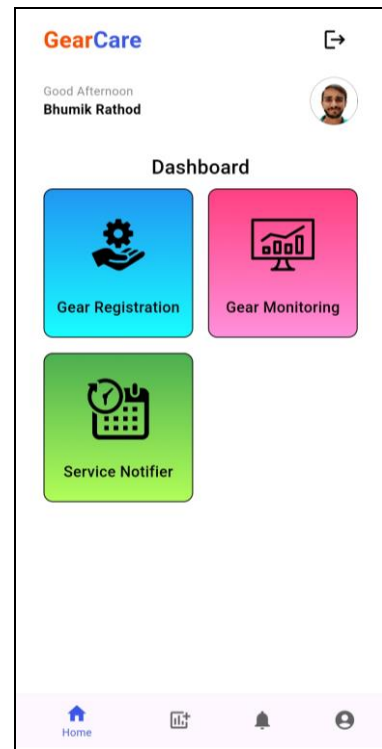 GearCare
Good Afternoon
Bhumik Rathod
Dashboard
Gear Registration
Gear Monitoring
Service Notifier
Home